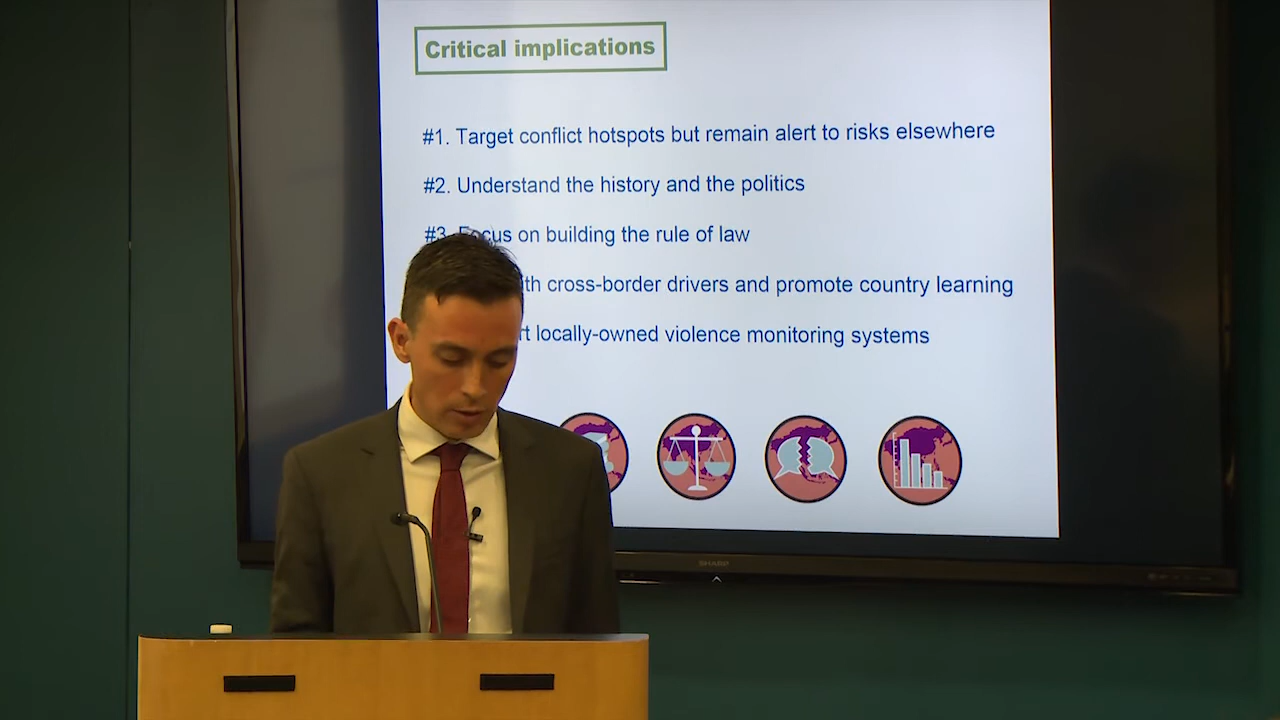 Critical implications
#1. Target conflict hotspots but remain alert to risks elsewhere
#2. Understand the history and the politics
#3. Focus on building the rule of law
cross-border drivers and promote country learning
locally-owned violence monitoring systems
SHARP